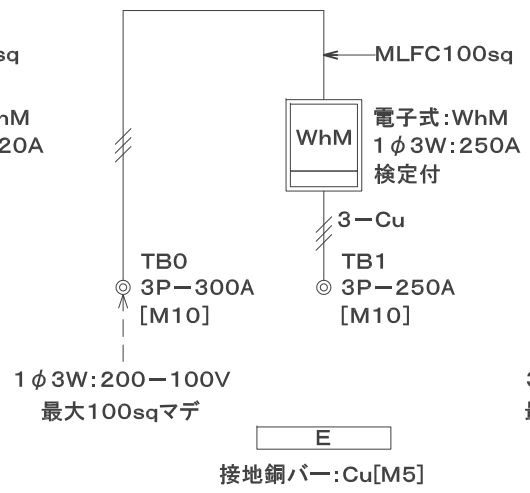 MLFC100sq
sq
WhM
電子式:WhM
1φ3W:250A
検定付
hM
20A
3-Cu
TB0
3P-300A
[M10]
TB1
3P-250A
[M10]
1φ3W:200-100V
最大100sqマデ
E
接地銅バー:Cu[M5]